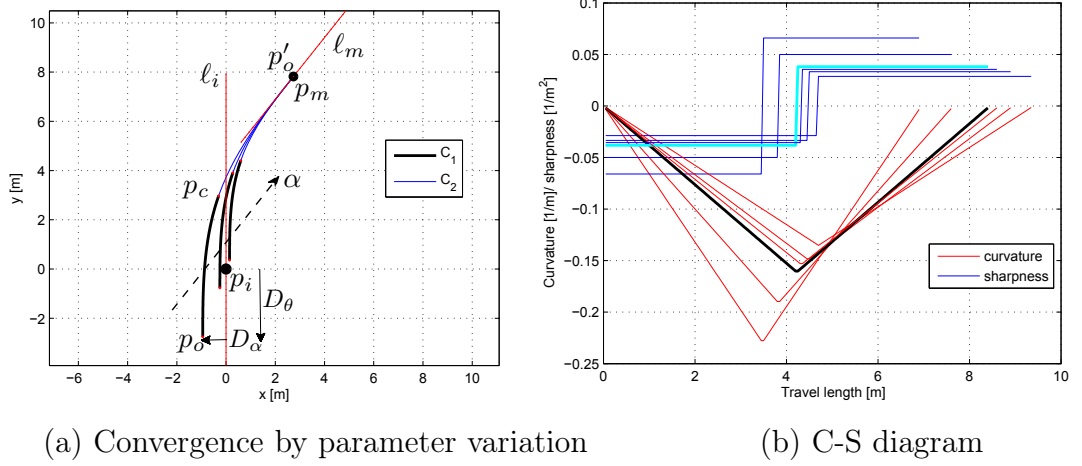 10
8
6
4
2
0
−2
y [m]
−6
−4
−2
0
2
4
6
8
10
x [m]
ℓ_i
ℓ_m
p'_o
p_m
p_c
α
p_i
D_θ
p_o
D_α
C_1
C_2
(a) Convergence by parameter variation
0.1
0.05
0
−0.05
−0.1
−0.15
−0.2
−0.25
Curvature [1/m]/ sharpness [1/m²]
0
2
4
6
8
10
Travel length [m]
curvature
sharpness
(b) C-S diagram